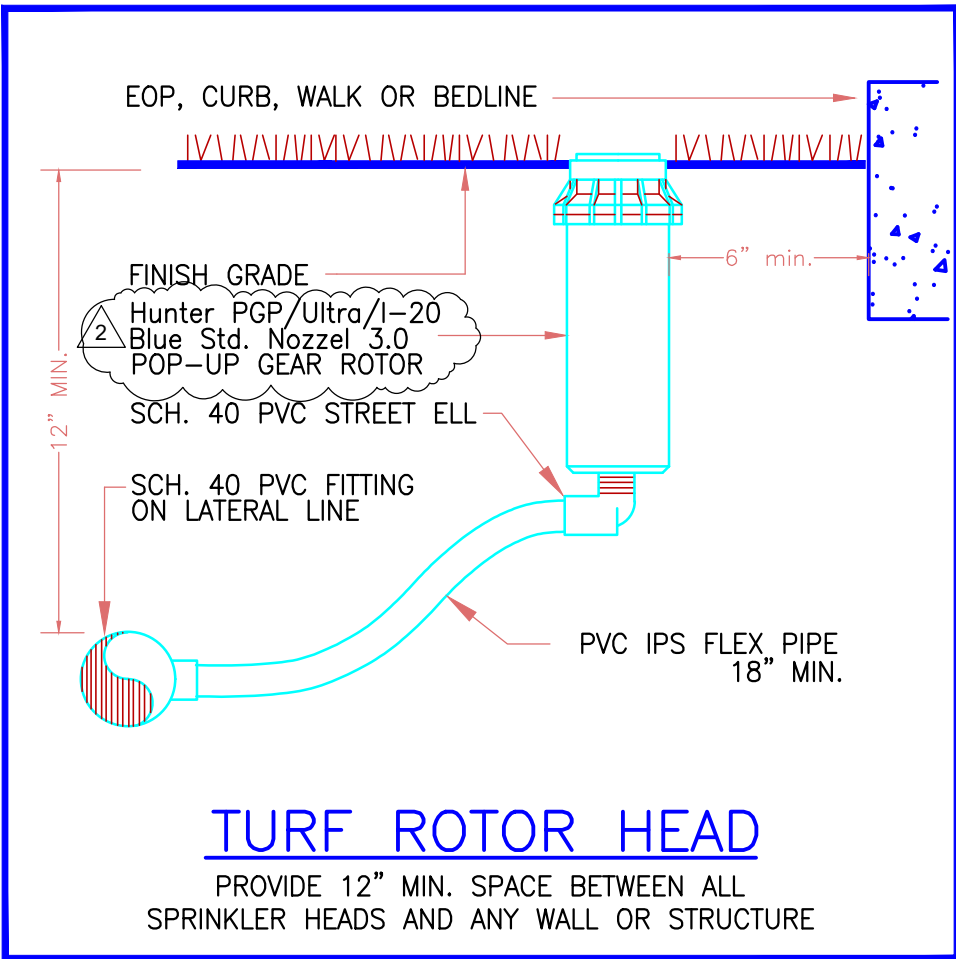 EOP, CURB, WALK OR BEDLINE
6” min.
FINISH GRADE
2
Hunter PGP/Ultra/I-20
Blue Std. Nozzel 3.0
POP-UP GEAR ROTOR
12” MIN.
SCH. 40 PVC STREET ELL
SCH. 40 PVC FITTING
ON LATERAL LINE
PVC IPS FLEX PIPE
18” MIN.
TURF ROTOR HEAD
PROVIDE 12” MIN. SPACE BETWEEN ALL
SPRINKLER HEADS AND ANY WALL OR STRUCTURE